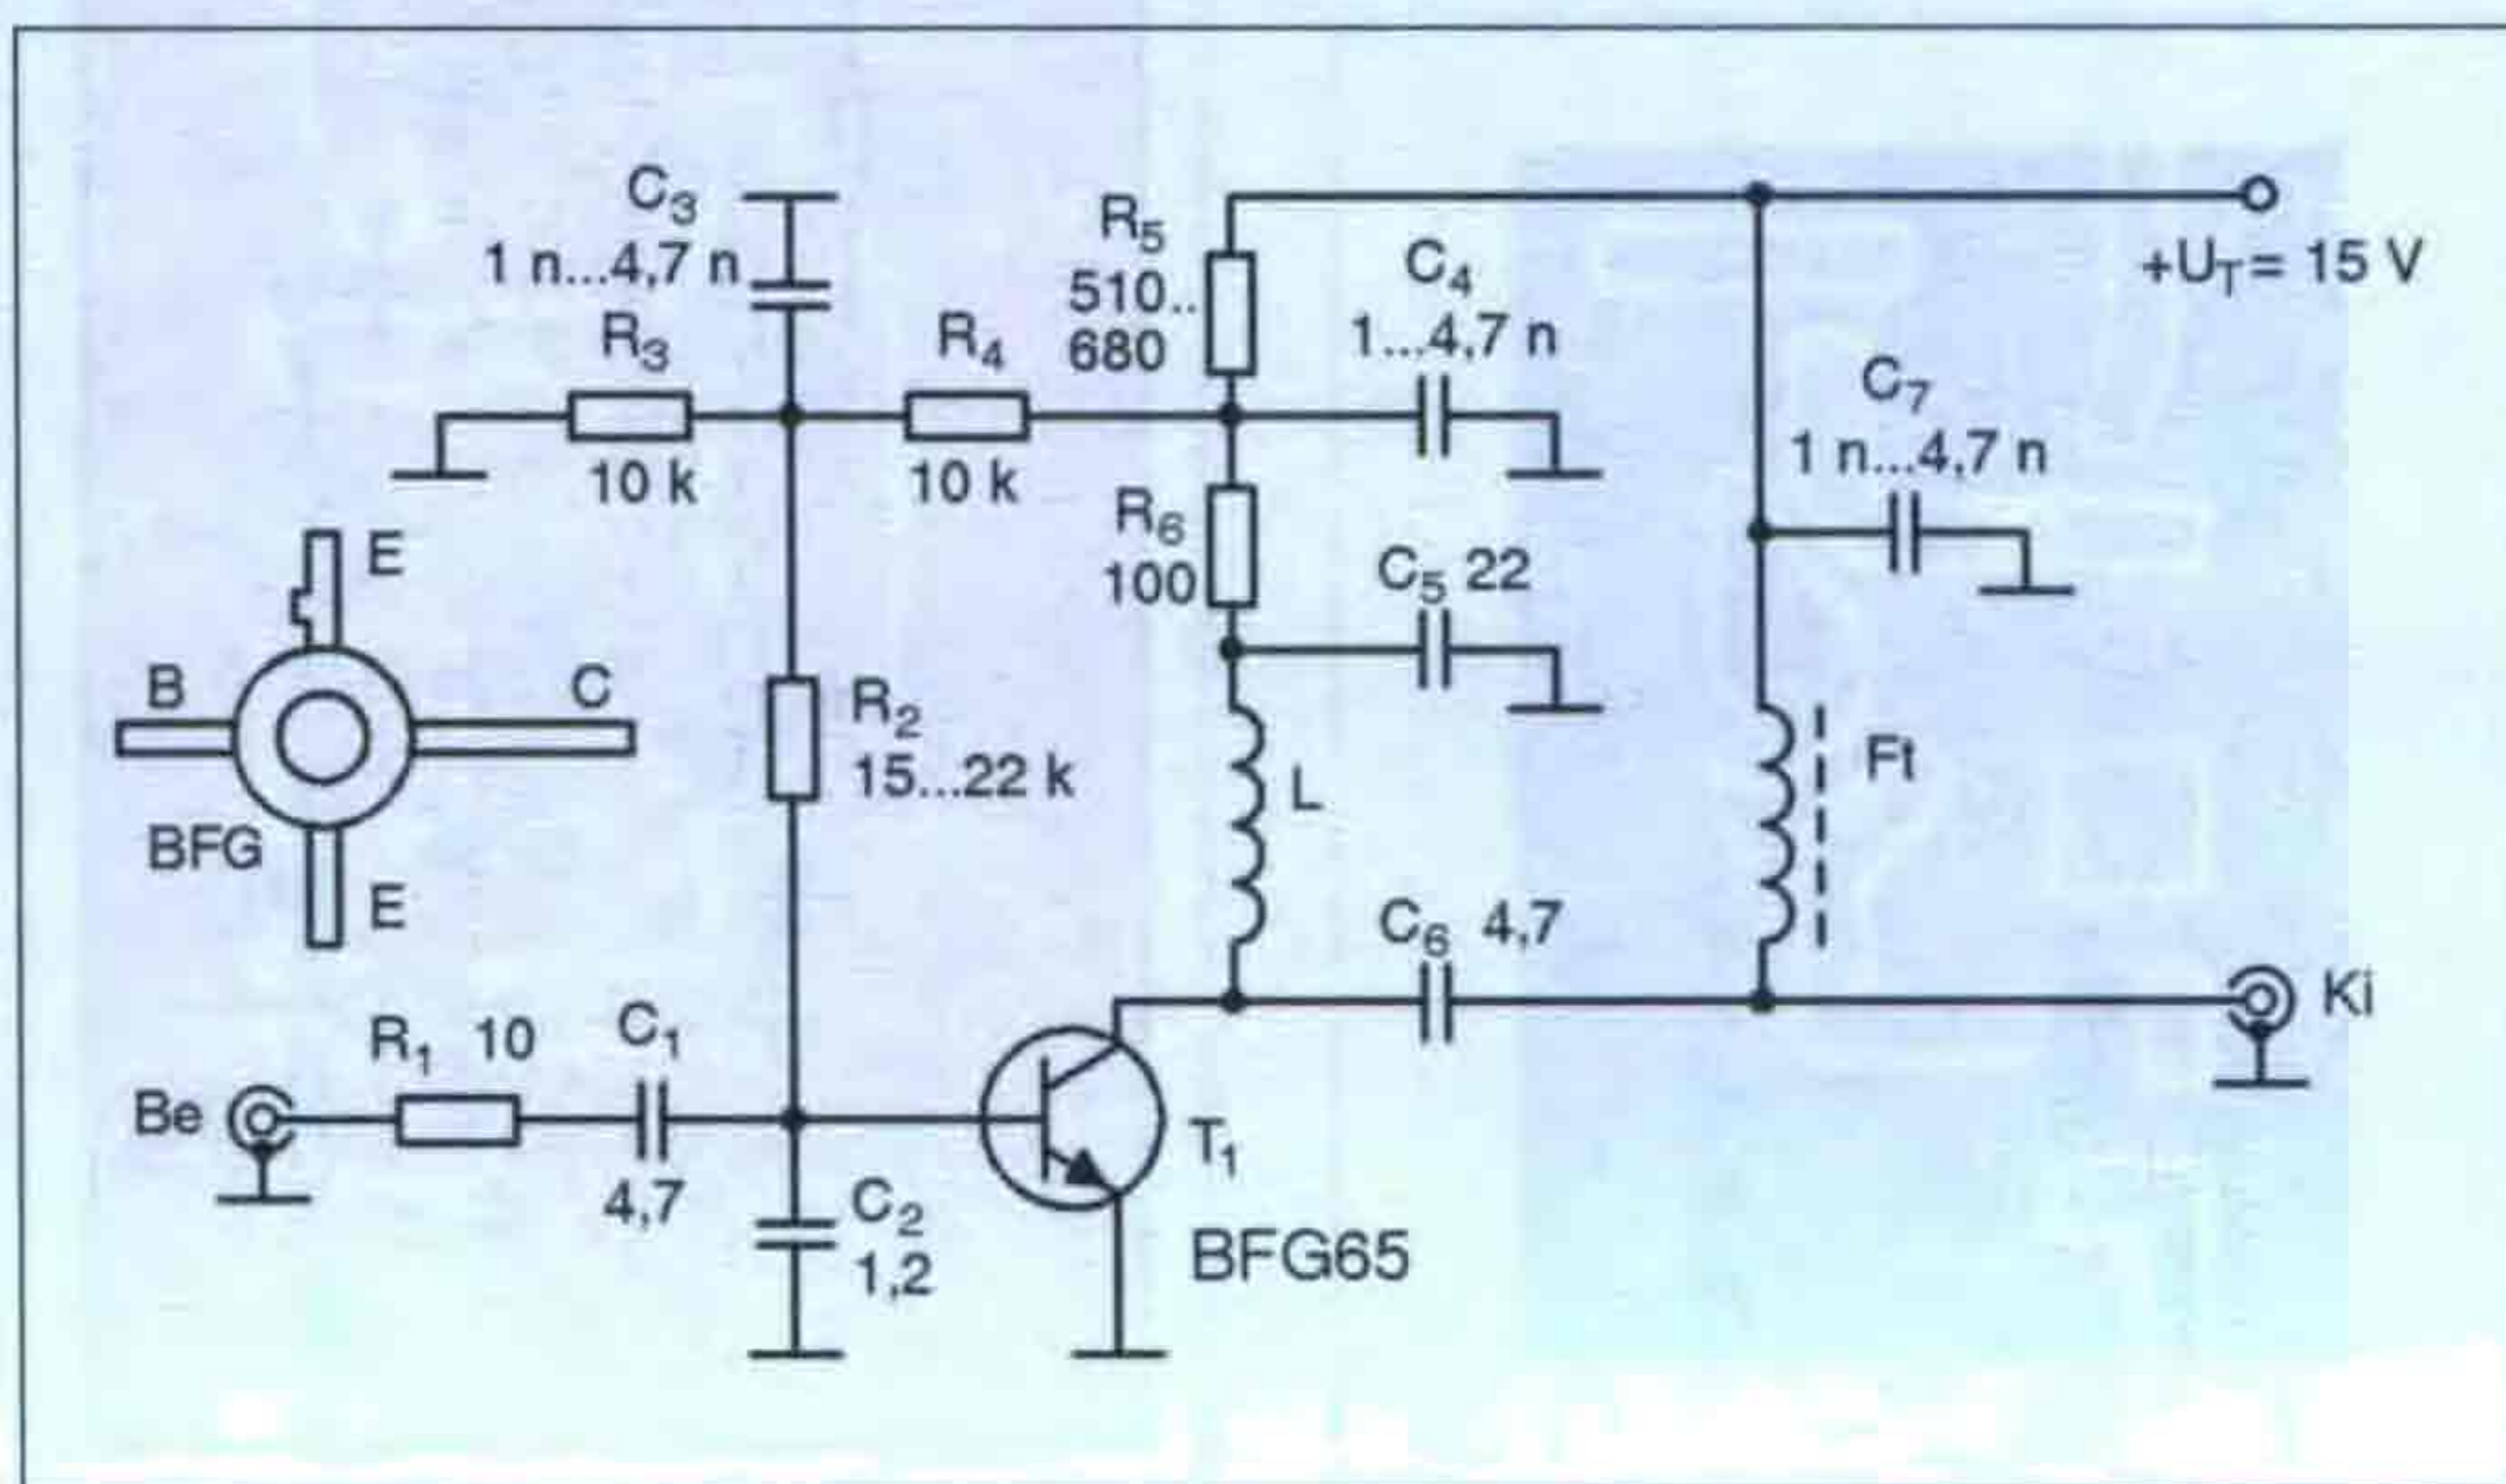 C3
1 n...4,7 n
R3
10 k
R4
10 k
R5
510..
680
C4
1...4,7 n
+UT= 15 V
C7
1 n...4,7 n
R6
100
C5 22
E
B
C
BFG
E
R2
15...22 k
L
Ft
C6 4,7
Ki
R1 10
C1
4,7
Be
C2
1,2
T1
BFG65